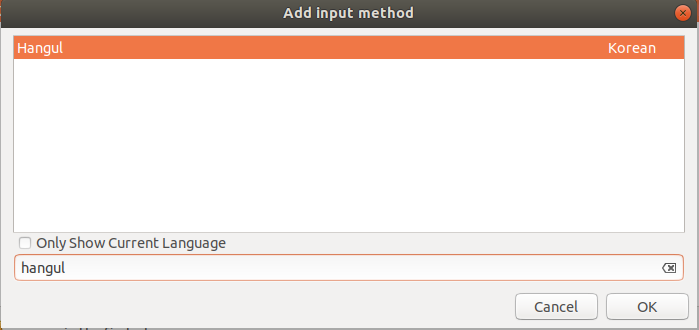 Add input method
Hangul Korean
Only Show Current Language
hangul
Cancel OK